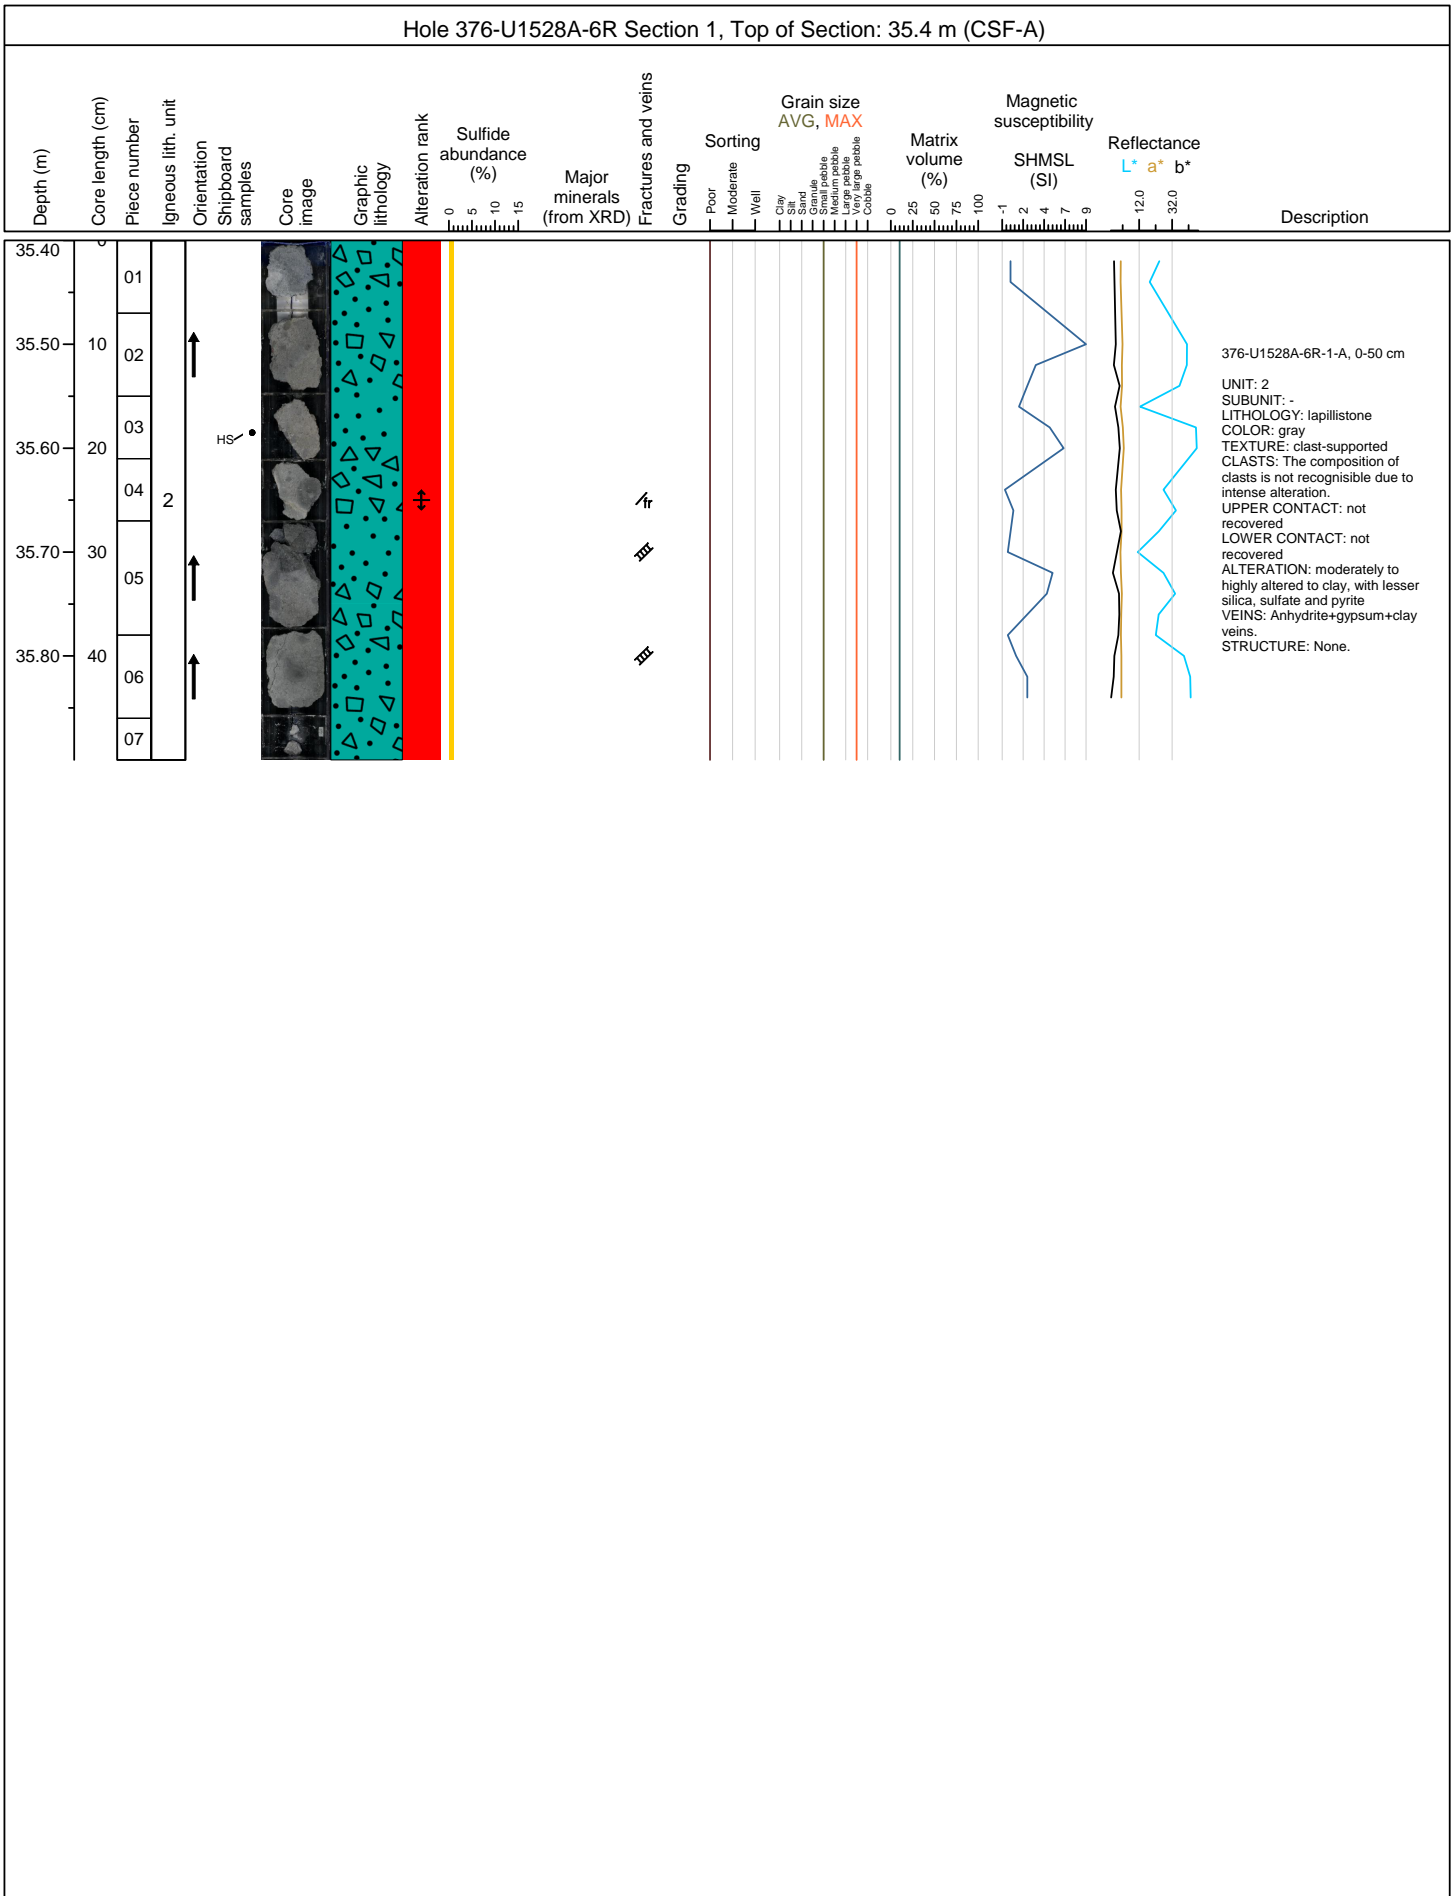 Hole 376-U1528A-6R Section 1, Top of Section: 35.4 m (CSF-A)
Depth (m)
Core length (cm)
Piece number
Igneous lith. unit
Orientation
Shipboard
samples
Core
image
Graphic
lithology
Alteration rank
Sulfide
abundance
(%)
0 5 10 15
Major
minerals
(from XRD)
Fractures and veins
Grading
Sorting
Poor
Moderate
Well
Grain size
AVG, MAX
Clay
Silt
Sand
Granule
Small pebble
Medium pebble
Large pebble
Very large pebble
Cobble
Matrix
volume
(%)
0 25 50 75 100
Magnetic
susceptibility
SHMSL
(SI)
-1 2 4 7 9
Reflectance
L* a* b*
12.0 32.0
Description
35.40 0
01
35.50 10 02
03
HS
35.60 20
04
2
fr
35.70 30
05
35.80 40
06
07
376-U1528A-6R-1-A, 0-50 cm
UNIT: 2
SUBUNIT: -
LITHOLOGY: lapillistone
COLOR: gray
TEXTURE: clast-supported
CLASTS: The composition of
clasts is not recognisible due to
intense alteration.
UPPER CONTACT: not
recovered
LOWER CONTACT: not
recovered
ALTERATION: moderately to
highly altered to clay, with lesser
silica, sulfate and pyrite
VEINS: Anhydrite+gypsum+clay
veins.
STRUCTURE: None.